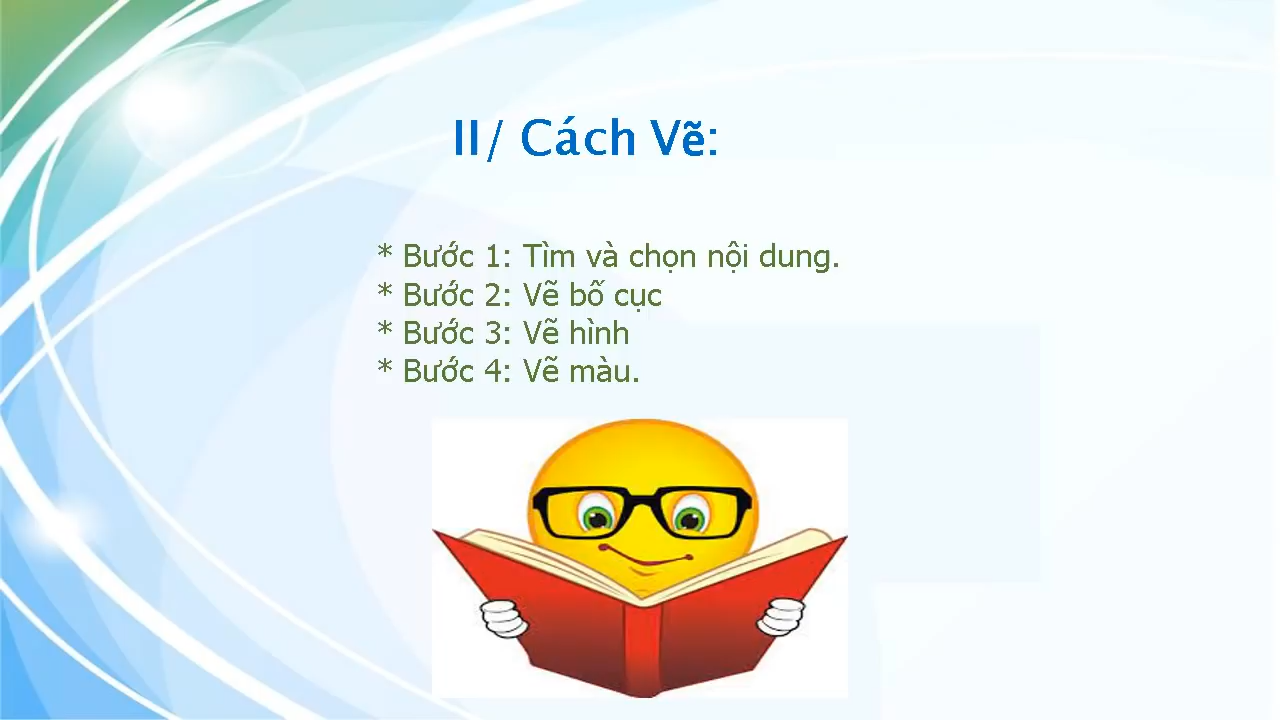 II/ Cách Vẽ:
* Bước 1: Tìm và chọn nội dung.
* Bước 2: Vẽ bố cục
* Bước 3: Vẽ hình
* Bước 4: Vẽ màu.